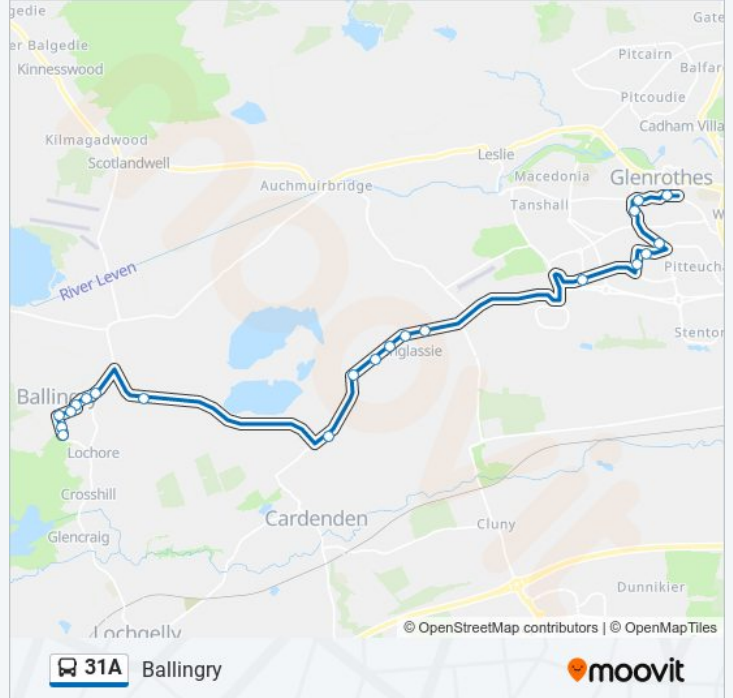 gedie
Gate
er Balgedie
Pitcairn
Kinnesswood
Balfar
Pitcoudie
Cadham Villa
Kilmagadwood
Leslie
Scotlandwell
Macedonia
Glenrothes
Auchmuirbridge
Tanshall
W
River Leven
Pitteuch
Stenton
nglassie
Ballingry
Lochore
Crosshill
Cardenden
Cluny
Glencraig
Dunnikier
Lochgelly
© OpenStreetMap contributors | © OpenMapTiles
31A Ballingry
moovit